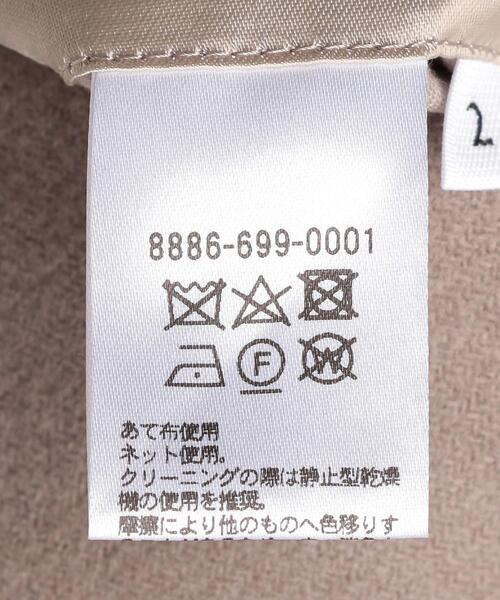 2
8886-699-0001
F
W
あて布使用
ネット使用。
クリーニングの際は静止型乾燥
機の使用を推奨。
摩擦により他のものへ色移りす